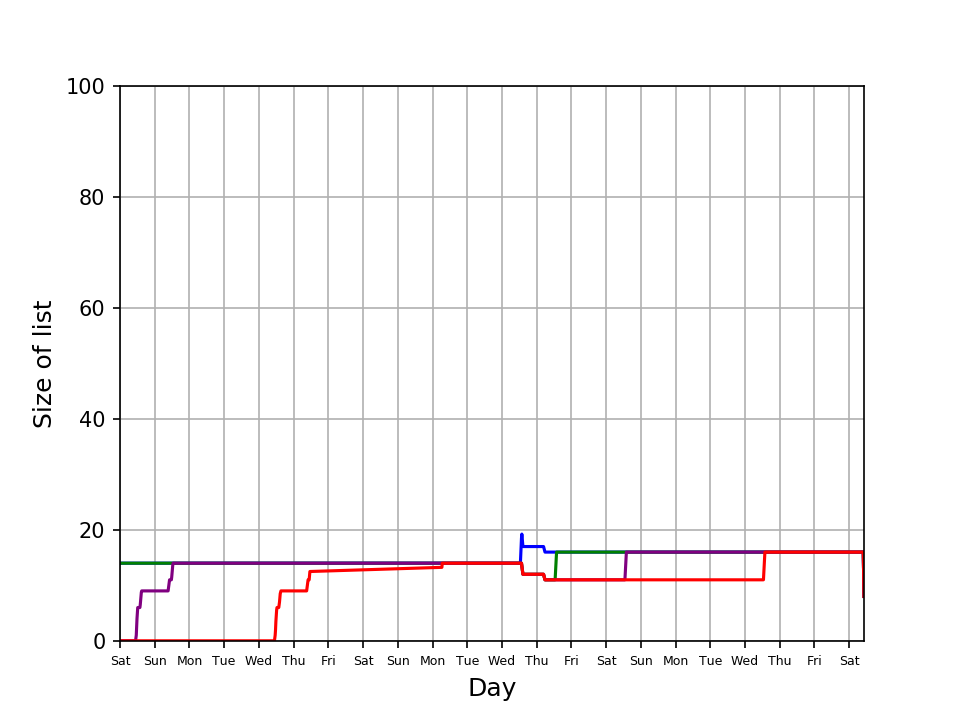 100
80
60
40
20
0
Size of list
Sat Sun Mon Tue Wed Thu Fri Sat Sun Mon Tue Wed Thu Fri Sat Sun Mon Tue Wed Thu Fri Sat
Day